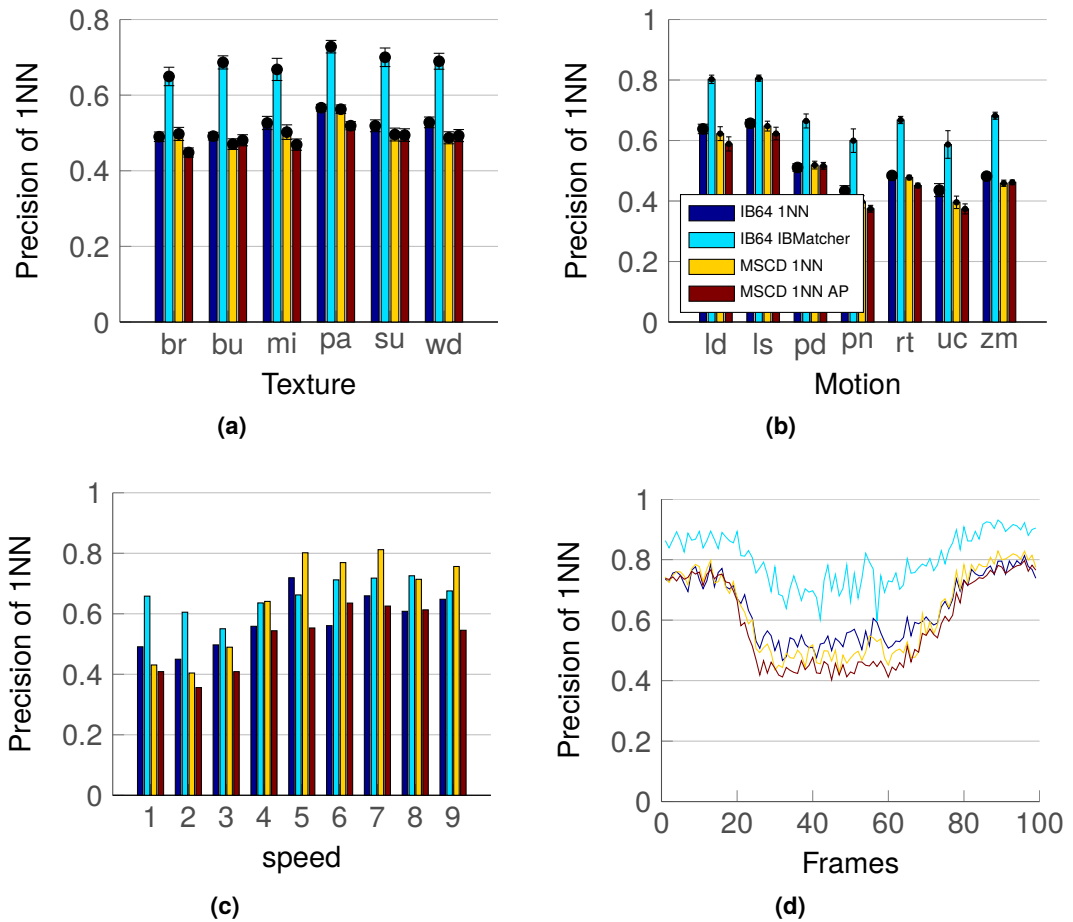 Precision of 1NN
0.8
0.6
0.4
0.2
0
br bu mi pa su wd
Texture
(a)
Precision of 1NN
1
0.8
0.6
0.4
0.2
0
IB64 1NN
IB64 IBMatcher
MSCD 1NN
MSCD 1NN AP
ld ls pd pn rt uc zm
Motion
(b)
Precision of 1NN
1
0.8
0.6
0.4
0.2
0
1 2 3 4 5 6 7 8 9
speed
(c)
Precision of 1NN
1
0.8
0.6
0.4
0.2
0
0 20 40 60 80 100
Frames
(d)